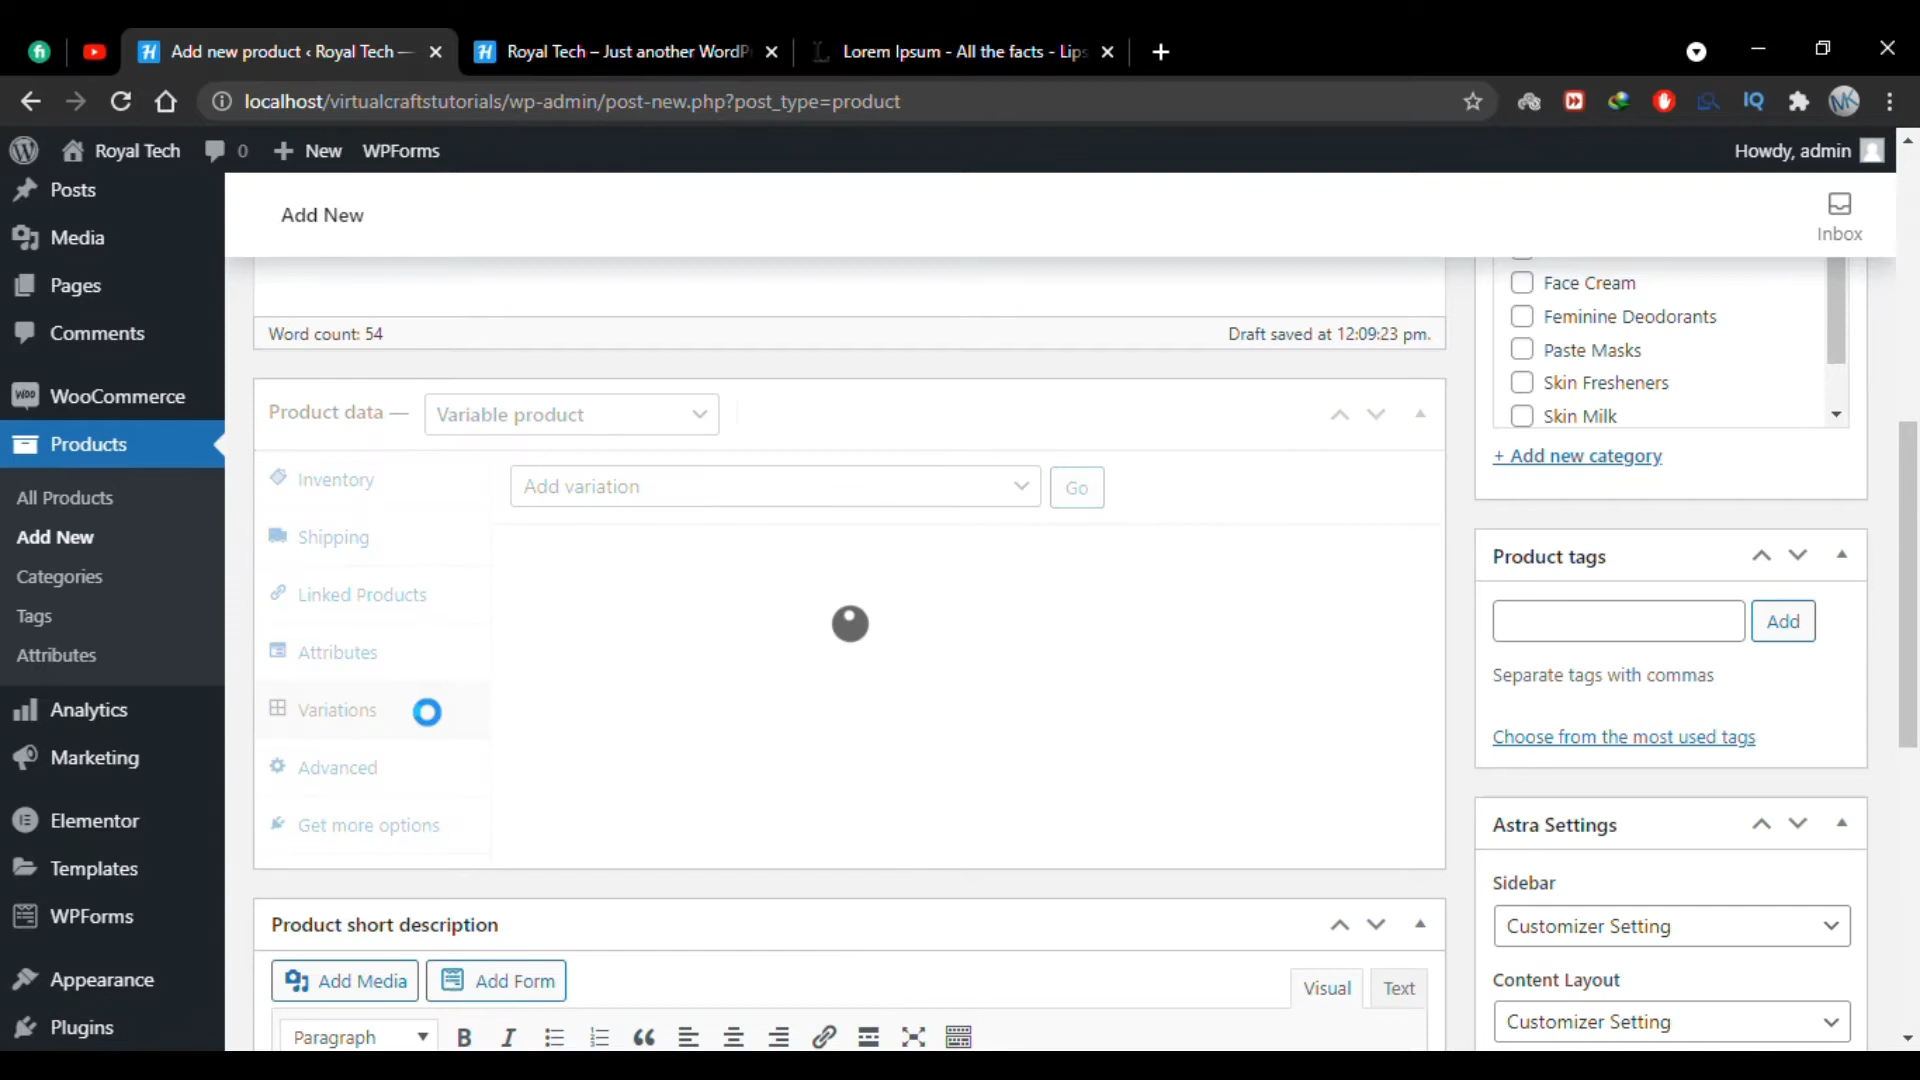 Add new product ‹ Royal Tech —
Royal Tech – Just another WordP
Lorem Ipsum - All the facts - Lips
localhost/virtualcraftstutorials/wp-admin/post-new.php?post_type=product
IQ
MK
Royal Tech
0
New
WPForms
Howdy, admin
Posts
Media
Pages
Comments
WooCommerce
Products
All Products
Add New
Categories
Tags
Attributes
Analytics
Marketing
Elementor
Templates
WPForms
Appearance
Plugins
Add New
Inbox
Word count: 54
Draft saved at 12:09:23 pm.
Product data —
Variable product
Inventory
Shipping
Linked Products
Attributes
Variations
Advanced
Get more options
Add variation
Go
Product short description
Add Media
Add Form
Visual
Text
Paragraph
B
I
Face Cream
Feminine Deodorants
Paste Masks
Skin Fresheners
Skin Milk
+ Add new category
Product tags
Add
Separate tags with commas
Choose from the most used tags
Astra Settings
Sidebar
Customizer Setting
Content Layout
Customizer Setting